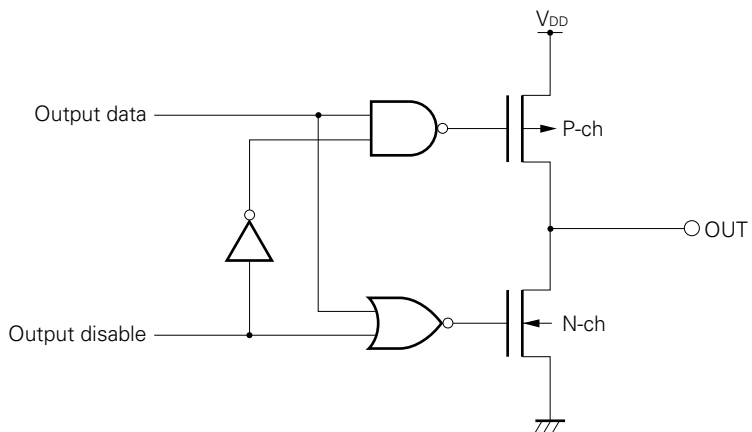 VDD
Output data
P-ch
OUT
Output disable
N-ch